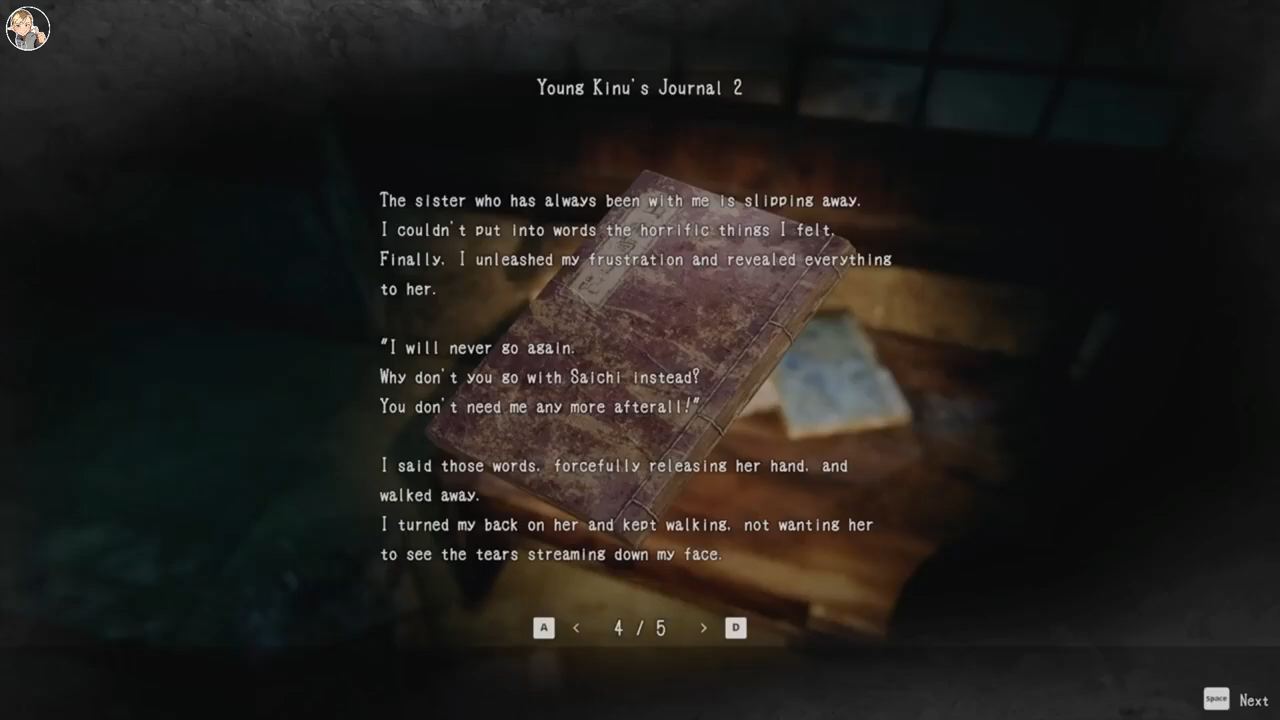 Young Kinu's Journal 2
The sister who has always been with me is slipping away.
I couldn't put into words the horrific things I felt.
Finally, I unleashed my frustration and revealed everything
to her.
"I will never go again.
Why don't you go with Saichi instead?
You don't need me any more afterall!"
I said those words, forcefully releasing her hand, and
walked away.
I turned my back on her and kept walking, not wanting her
to see the tears streaming down my face.
A < 4 / 5 > D
Space Next